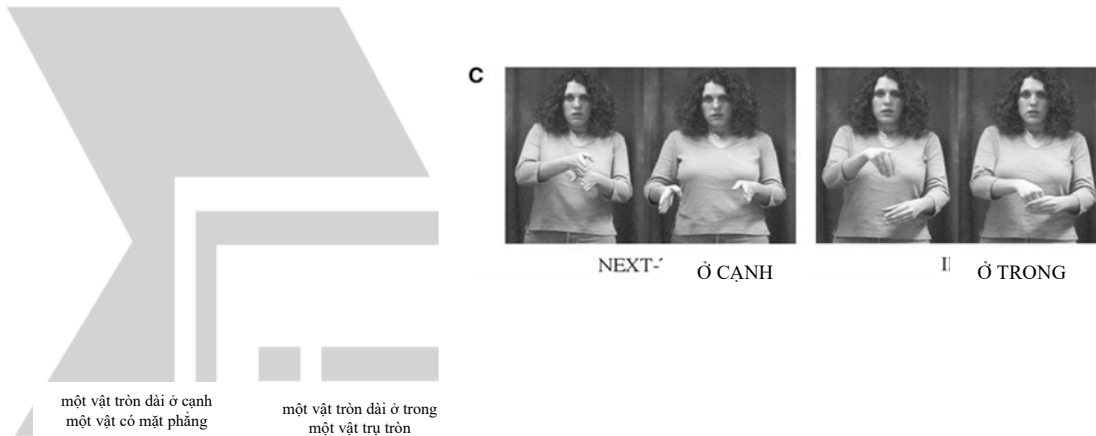 C
Ở CẠNH
Ở TRONG
một vật tròn dài ở cạnh
một vật có mặt phẳng
một vật tròn dài ở trong
một vật trụ tròn